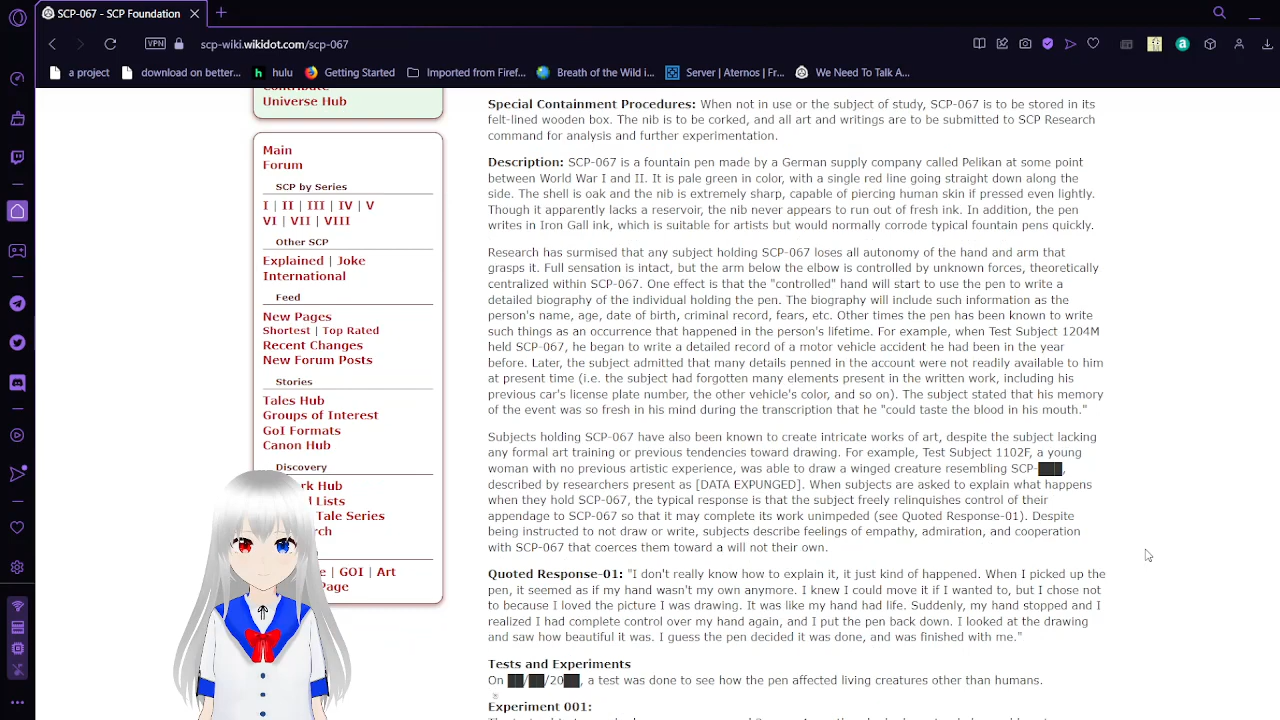 SCP-067 - SCP Foundation
VPN
scp-wiki.wikidot.com/scp-067
a project
download on better...
hulu
Getting Started
Imported from Firef...
Breath of the Wild i...
Server | Aternos | Fr...
We Need To Talk A...
Contribute
Universe Hub
Main
Forum
SCP by Series
I | II | III | IV | V
VI | VII | VIII
Other SCP
Explained | Joke
International
Feed
New Pages
Shortest | Top Rated
Recent Changes
New Forum Posts
Stories
Tales Hub
Groups of Interest
GoI Formats
Canon Hub
Discovery
rk Hub
Lists
Tale Series
rch
e | GOI | Art
Page
Special Containment Procedures: When not in use or the subject of study, SCP-067 is to be stored in its
felt-lined wooden box. The nib is to be corked, and all art and writings are to be submitted to SCP Research
command for analysis and further experimentation.
Description: SCP-067 is a fountain pen made by a German supply company called Pelikan at some point
between World War I and II. It is pale green in color, with a single red line going straight down along the
side. The shell is oak and the nib is extremely sharp, capable of piercing human skin if pressed even lightly.
Though it apparently lacks a reservoir, the nib never appears to run out of fresh ink. In addition, the pen
writes in Iron Gall ink, which is suitable for artists but would normally corrode typical fountain pens quickly.
Research has surmised that any subject holding SCP-067 loses all autonomy of the hand and arm that
grasps it. Full sensation is intact, but the arm below the elbow is controlled by unknown forces, theoretically
centralized within SCP-067. One effect is that the "controlled" hand will start to use the pen to write a
detailed biography of the individual holding the pen. The biography will include such information as the
person's name, age, date of birth, criminal record, fears, etc. Other times the pen has been known to write
such things as an occurrence that happened in the person's lifetime. For example, when Test Subject 1204M
held SCP-067, he began to write a detailed record of a motor vehicle accident he had been in the year
before. Later, the subject admitted that many details penned in the account were not readily available to him
at present time (i.e. the subject had forgotten many elements present in the written work, including his
previous car's license plate number, the other vehicle's color, and so on). The subject stated that his memory
of the event was so fresh in his mind during the transcription that he "could taste the blood in his mouth."
Subjects holding SCP-067 have also been known to create intricate works of art, despite the subject lacking
any formal art training or previous tendencies toward drawing. For example, Test Subject 1102F, a young
woman with no previous artistic experience, was able to draw a winged creature resembling SCP-███,
described by researchers present as [DATA EXPUNGED]. When subjects are asked to explain what happens
when they hold SCP-067, the typical response is that the subject freely relinquishes control of their
appendage to SCP-067 so that it may complete its work unimpeded (see Quoted Response-01). Despite
being instructed to not draw or write, subjects describe feelings of empathy, admiration, and cooperation
with SCP-067 that coerces them toward a will not their own.
Quoted Response-01: "I don't really know how to explain it, it just kind of happened. When I picked up the
pen, it seemed as if my hand wasn't my own anymore. I knew I could move it if I wanted to, but I chose not
to because I loved the picture I was drawing. It was like my hand had life. Suddenly, my hand stopped and I
realized I had complete control over my hand again, and I put the pen back down. I looked at the drawing
and saw how beautiful it was. I guess the pen decided it was done, and was finished with me."
Tests and Experiments
On ██/██/20██, a test was done to see how the pen affected living creatures other than humans.
Experiment 001: